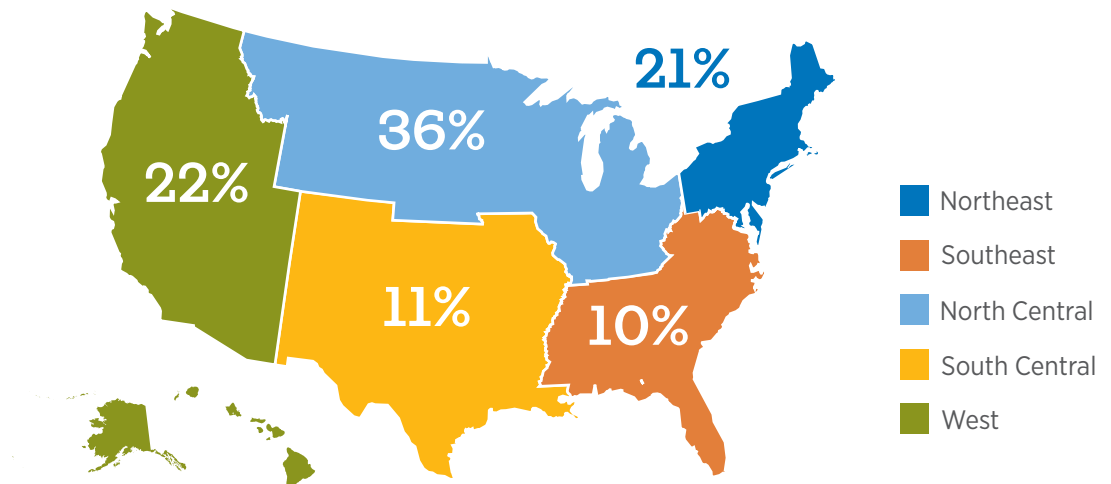 21%
36%
22%
11%
10%
Northeast
Southeast
North Central
South Central
West